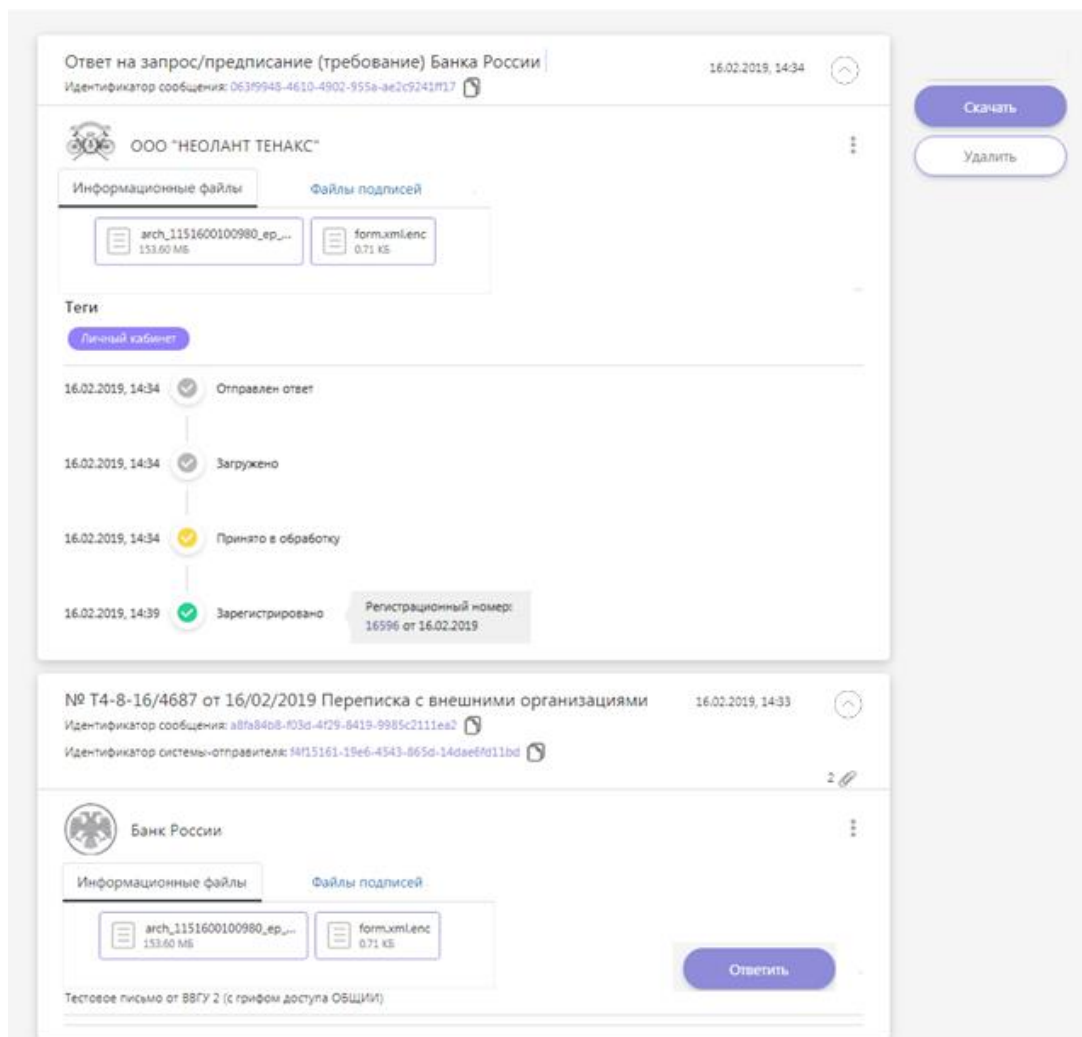 Ответ на запрос/предписание (требование) Банка России
16.02.2019, 14:34
Идентификатор сообщения: 063f9948-4610-4902-955a-ae2c9241ff17
Скачать
Удалить
ООО "НЕОЛАНТ ТЕНАКС"
Информационные файлы
Файлы подписей
arch_1151600100980_ep_...
153.60 МБ
form.xml.enc
0.71 КБ
Теги
Личный кабинет
16.02.2019, 14:34 Отправлен ответ
16.02.2019, 14:34 Загружено
16.02.2019, 14:34 Принято в обработку
16.02.2019, 14:39 Зарегистрировано
Регистрационный номер:
16596 от 16.02.2019
№ Т4-8-16/4687 от 16/02/2019 Переписка с внешними организациями
16.02.2019, 14:33
Идентификатор сообщения: a8fa84b8-f03d-4f29-8419-9985c2111ea2
Идентификатор системы-отправителя: f4f15161-19e6-4543-865d-14dae6fd11bd
2
Банк России
Информационные файлы
Файлы подписей
arch_1151600100980_ep_...
153.60 МБ
form.xml.enc
0.71 КБ
Ответить
Тестовое письмо от ВВГУ 2 (с грифом доступа ОБЩИИ)